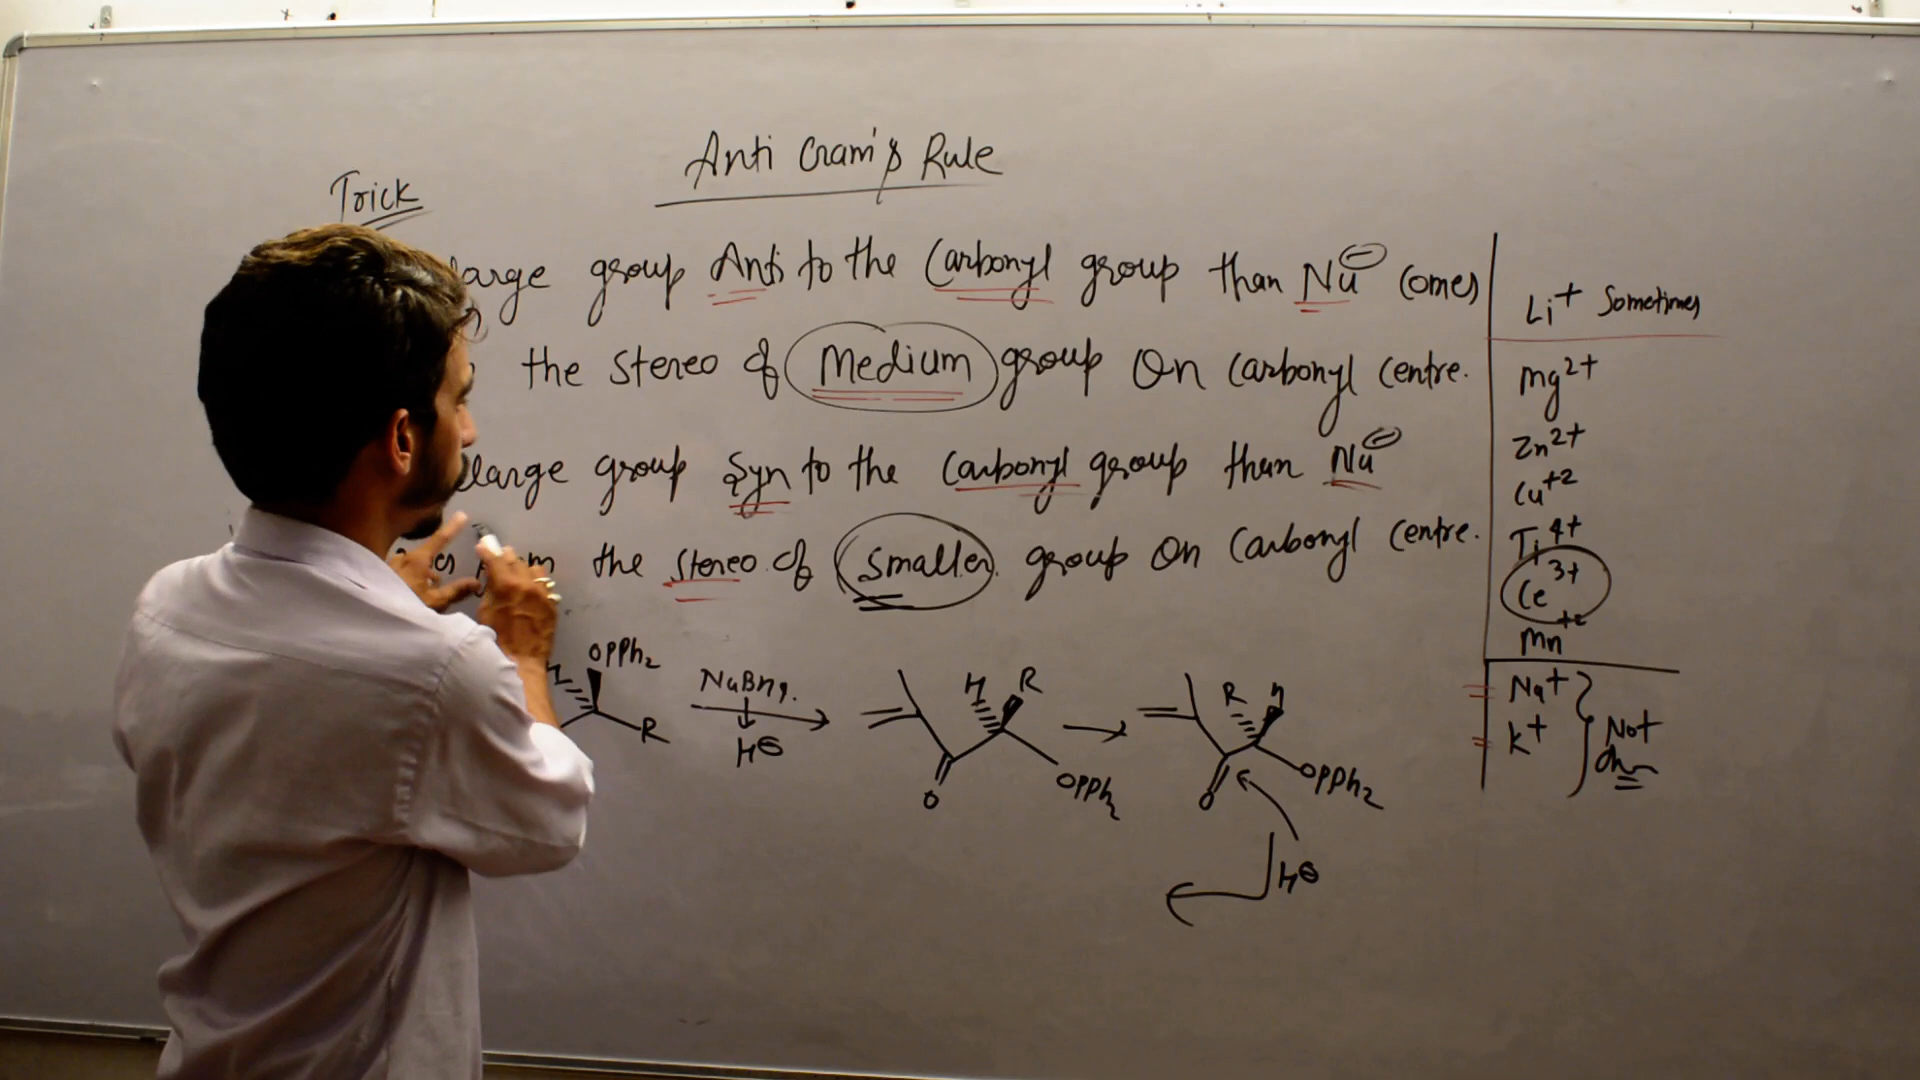 Anti Cram's Rule
Trick
large group Anti to the Carbonyl group than Nu⊖ Comes
the Stereo of Medium group On Carbonyl Centre.
large group Syn to the Carbonyl group than Nu⊖
the Stereo of Smaller group On Carbonyl Centre.
Li+ Sometimes
Mg2+
Zn2+
Cu+2
Ti4+
Ce3+
Mn+2
Na+
K+
Not
OPPh2
H
R
H⊖
H R
O OPPh2
R H
O OPPh2
H⊖